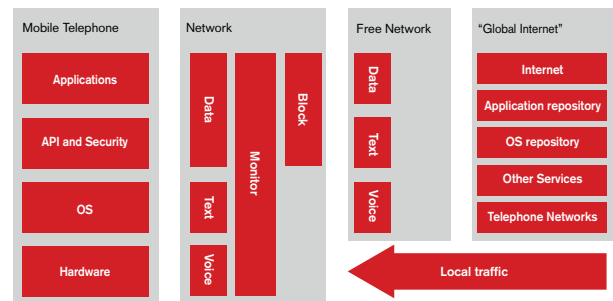 Mobile Telephone
Applications
API and Security
OS
Hardware
Network
Data
Text
Voice
Monitor
Block
Free Network
Data
Text
Voice
“Global Internet”
Internet
Application repository
OS repository
Other Services
Telephone Networks
Local traffic